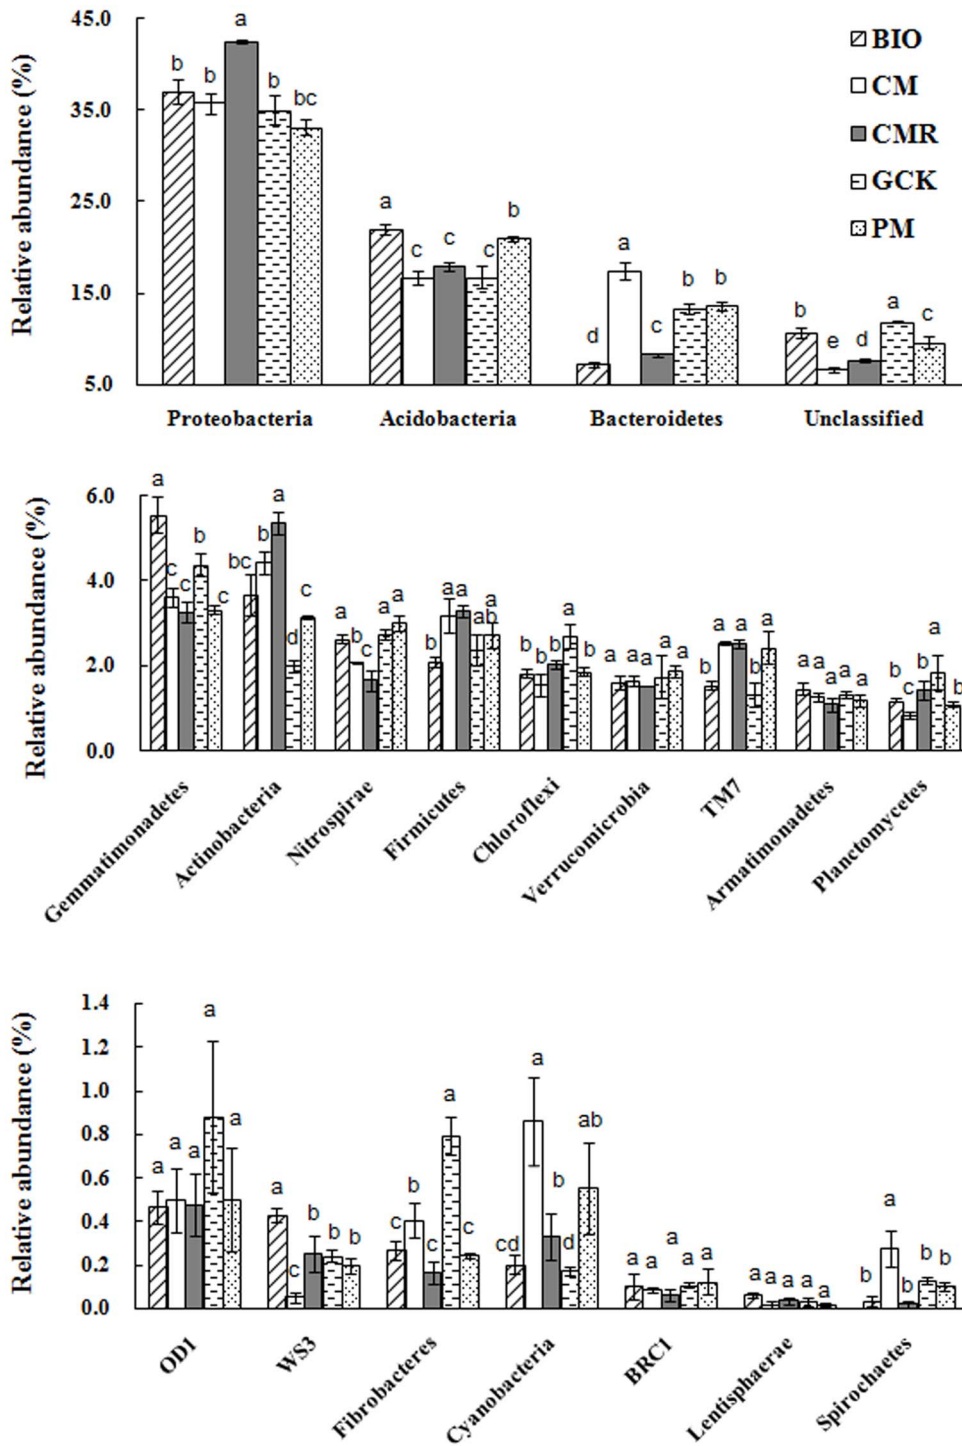 Relative abundance (%)
45.0
35.0
25.0
15.0
5.0
b b a b bc
a c c c b
d a c b b
b e d a c
BIO
CM
CMR
GCK
PM
Proteobacteria Acidobacteria Bacteroidetes Unclassified
Relative abundance (%)
6.0
4.0
2.0
0.0
a c c b c
bc b a d c
a b c a a
b a a ab ab
b b b a b
a a a a a
b a a b a
a a a a a
b c b a b
Gemmatimonadetes
Actinobacteria
Nitrospirae
Firmicutes
Chloroflexi
Verrucomicrobia
TM7
Armatimonadetes
Planctomycetes
Relative abundance (%)
1.4
1.2
1.0
0.8
0.6
0.4
0.2
0.0
a a a a a
a c b b b
c b c a c
cd a b d ab
a a a a a
a a a a a
b a b b b
OD1
WS3
Fibrobacteres
Cyanobacteria
BRC1
Lentisphaerae
Spirochaetes